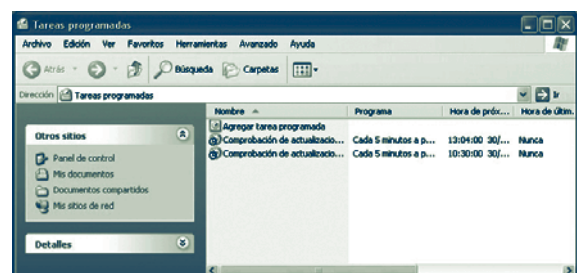 Tareas programadas
Archivo Edición Ver Favoritos Herramientas Avanzado Ayuda
Atrás Búsqueda Carpetas
Dirección Tareas programadas Ir
Nombre Programa Hora de próx... Hora de últim.
Agregar tarea programada
Comprobación de actualizacio... Cada 5 minutos a p... 13:04:00 30/... Nunca
Comprobación de actualizacio... Cada 5 minutos a p... 10:30:00 30/... Nunca
Otros sitios
Panel de control
Mis documentos
Documentos compartidos
Mis sitios de red
Detalles